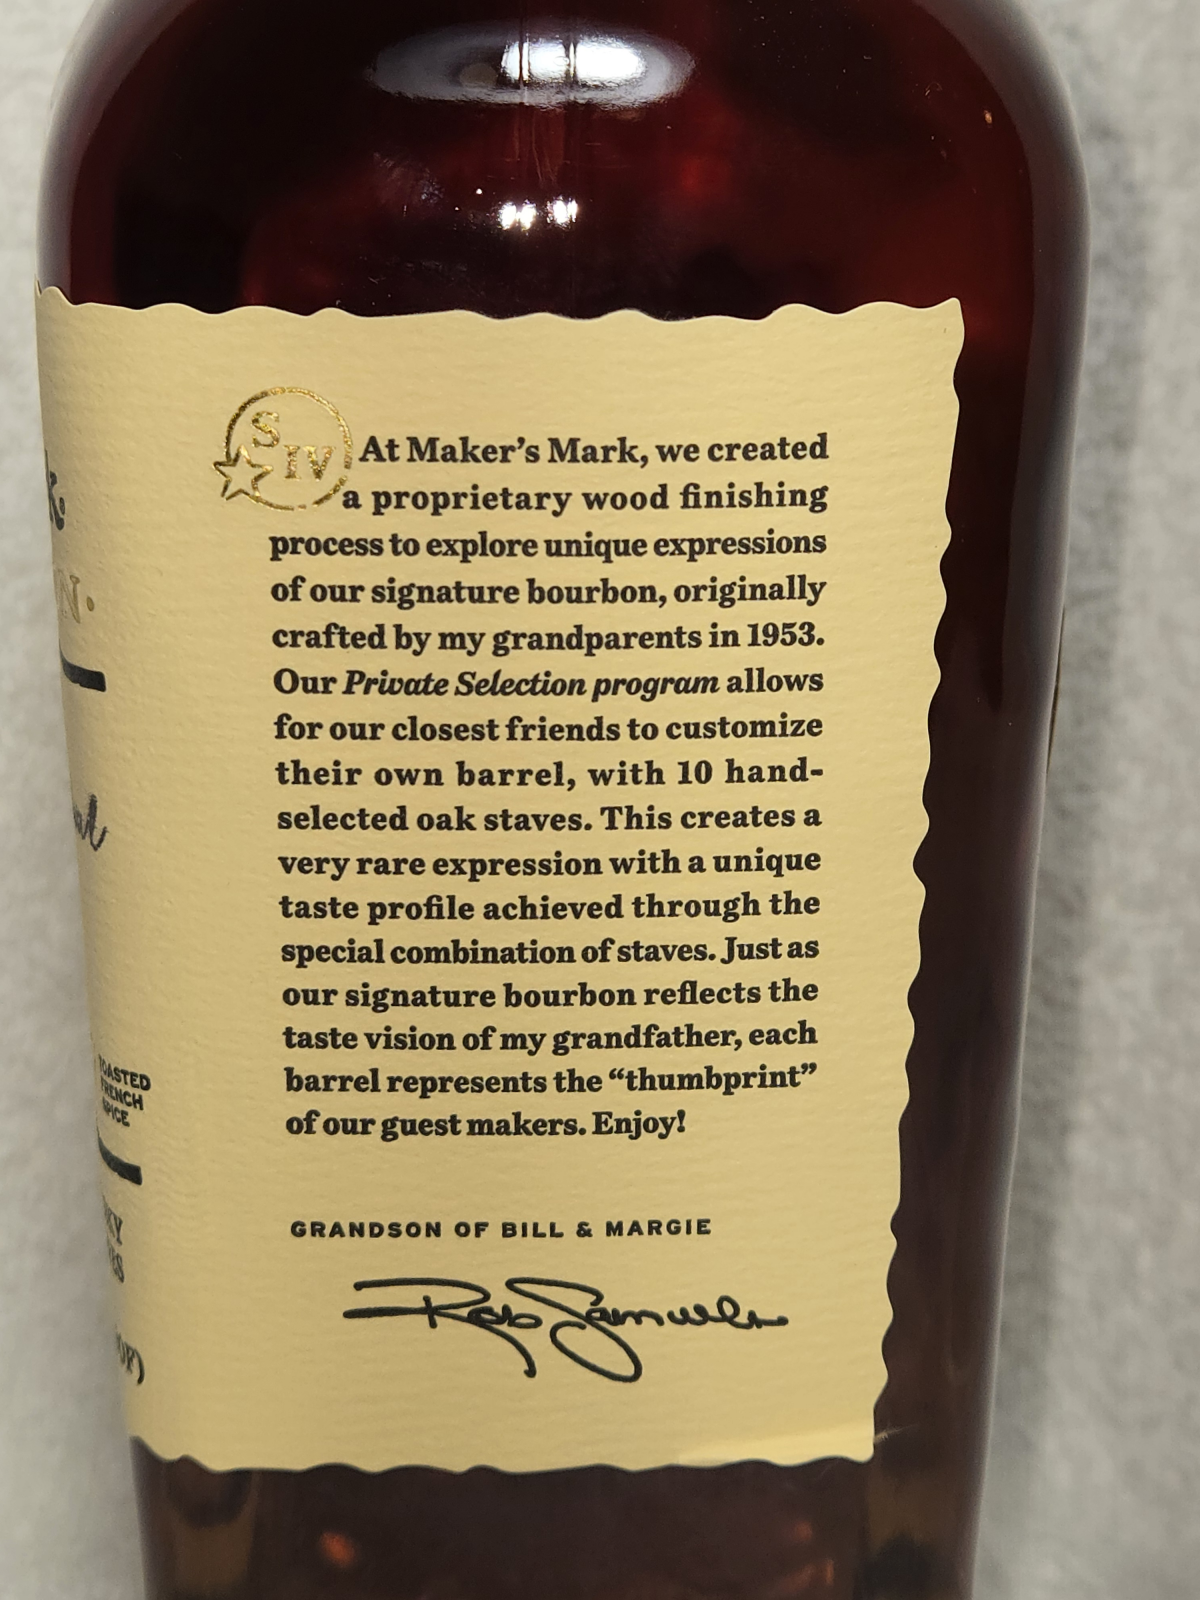 S
IV
At Maker's Mark, we created
a proprietary wood finishing
process to explore unique expressions
of our signature bourbon, originally
crafted by my grandparents in 1953.
Our Private Selection program allows
for our closest friends to customize
their own barrel, with 10 hand-
selected oak staves. This creates a
very rare expression with a unique
taste profile achieved through the
special combination of staves. Just as
our signature bourbon reflects the
taste vision of my grandfather, each
barrel represents the “thumbprint”
of our guest makers. Enjoy!
GRANDSON OF BILL & MARGIE
Rob Samuels
TOASTED
FRENCH
SPICE